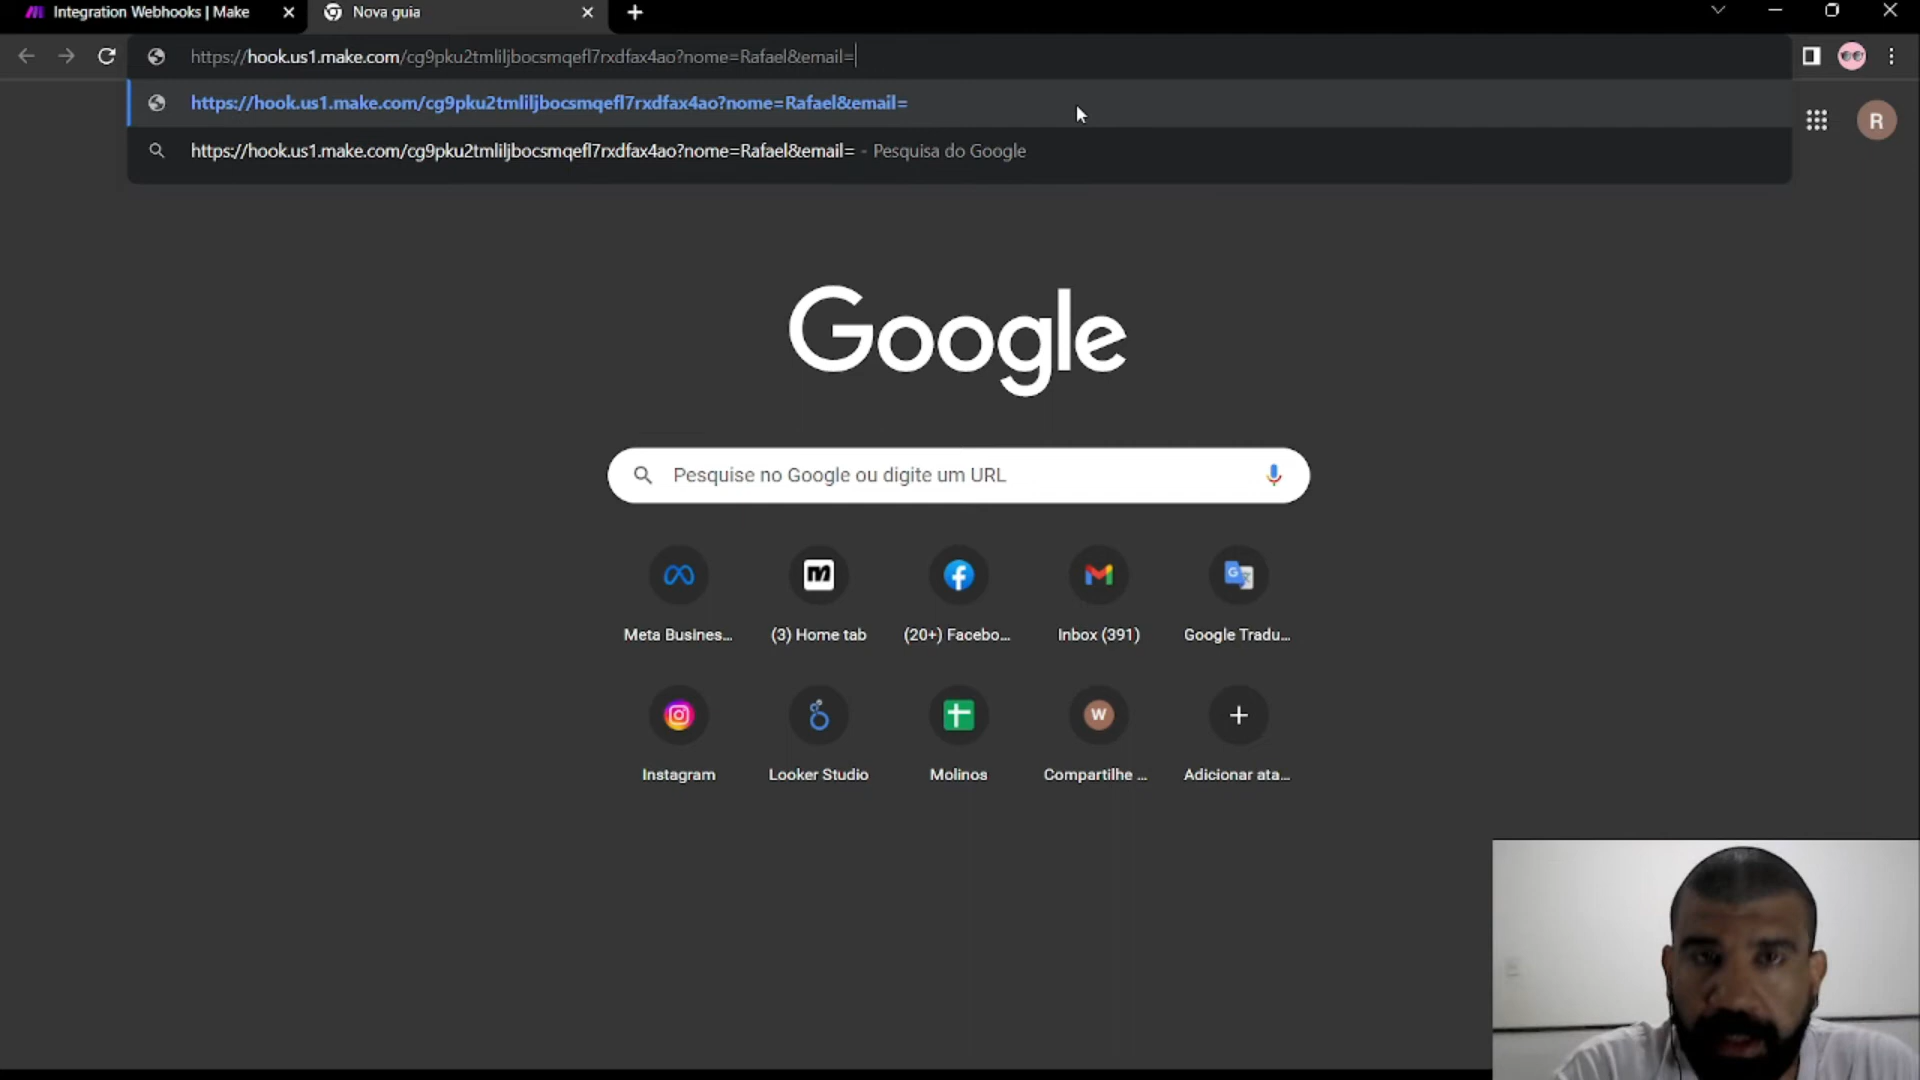 Integration Webhooks | Make
Nova guia
https://hook.us1.make.com/cg9pku2tmliljbocsmqefl7rxdfax4ao?nome=Rafael&email=
https://hook.us1.make.com/cg9pku2tmliljbocsmqefl7rxdfax4ao?nome=Rafael&email=
https://hook.us1.make.com/cg9pku2tmliljbocsmqefl7rxdfax4ao?nome=Rafael&email= - Pesquisa do Google
R
Google
Pesquise no Google ou digite um URL
Meta Busines... (3) Home tab (20+) Facebo... Inbox (391) Google Tradu...
W
Instagram Looker Studio Molinos Compartilhe ... Adicionar ata...